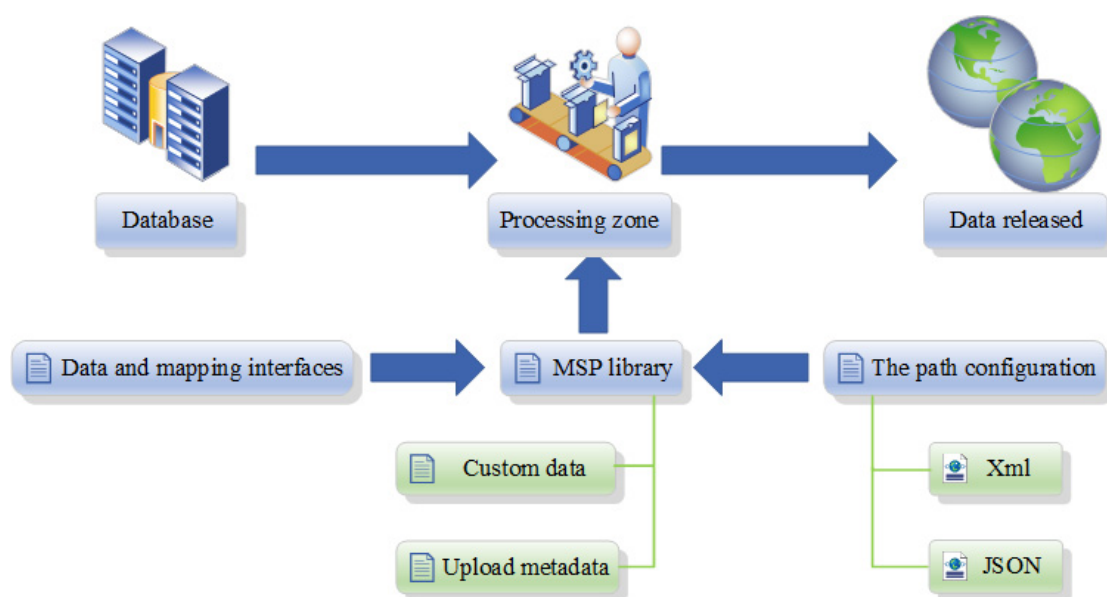 Database
Processing zone
Data released
Data and mapping interfaces
MSP library
The path configuration
Custom data
Xml
Upload metadata
JSON